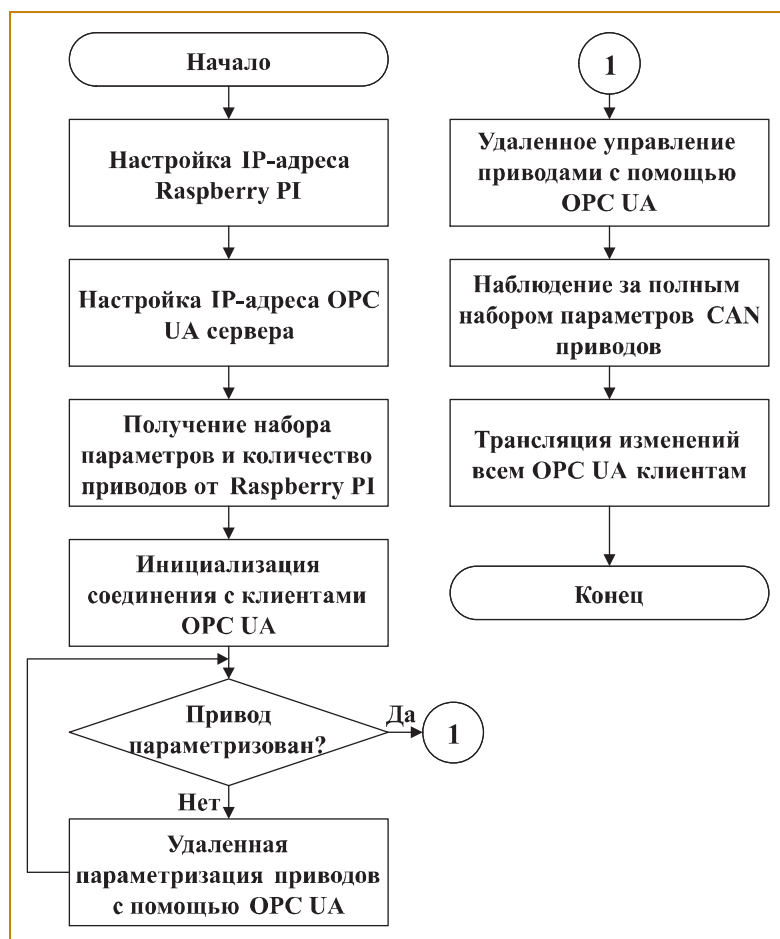 Начало
Настройка IP-адреса
Raspberry PI
Настройка IP-адреса OPC
UA сервера
Получение набора
параметров и количество
приводов от Raspberry PI
Инициализация
соединения с клиентами
OPC UA
Привод
параметризован?
Да
1
Нет
Удаленная
параметризация приводов
с помощью OPC UA
1
Удаленное управление
приводами с помощью
OPC UA
Наблюдение за полным
набором параметров CAN
приводов
Трансляция изменений
всем OPC UA клиентам
Конец